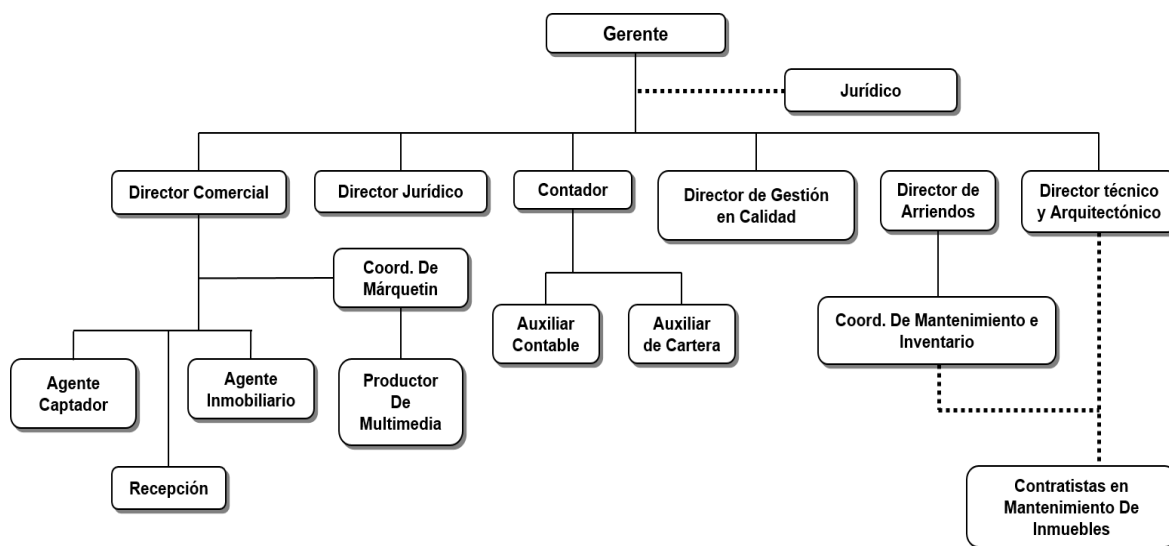 Gerente
Jurídico
Director Comercial
Director Jurídico
Contador
Director de Gestión
en Calidad
Director de
Arriendos
Director técnico
y Arquitectónico
Coord. De
Márquetin
Auxiliar
Contable
Auxiliar
de Cartera
Coord. De Mantenimiento e
Inventario
Agente
Captador
Agente
Inmobiliario
Productor
De
Multimedia
Recepción
Contratistas en
Mantenimiento De
Inmuebles